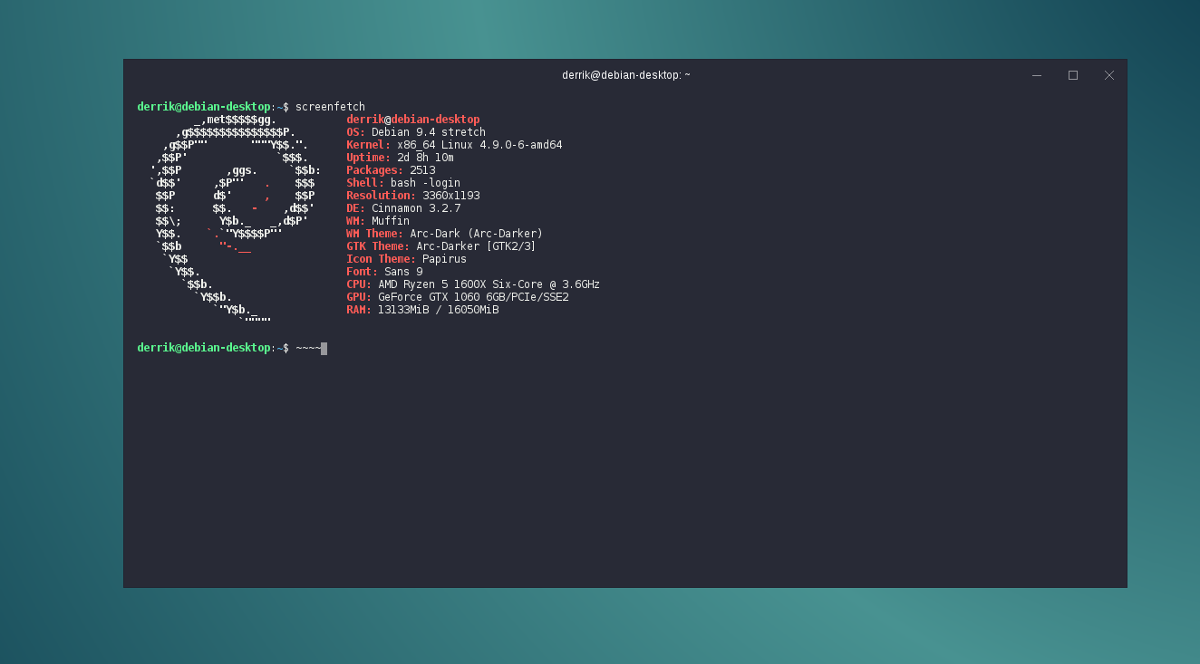 derrik@debian-desktop: ~
derrik@debian-desktop:~$ screenfetch
         _,met$$$$$gg.           derrik@debian-desktop
      ,g$$$$$$$$$$$$$$$P.        OS: Debian 9.4 stretch
    ,g$$P""       """Y$$.".      Kernel: x86_64 Linux 4.9.0-6-amd64
   ,$$P'              `$$$.      Uptime: 2d 8h 10m
  ',$$P       ,ggs.     `$$b:    Packages: 2513
  `d$$'     ,$P"'   .    $$$     Shell: bash -login
   $$P      d$'     ,    $$P     Resolution: 3360x1193
   $$:      $$.   -    ,d$$'     DE: Cinnamon 3.2.7
   $$\;      Y$b._   _,d$P'      WM: Muffin
   Y$$.    `.`"Y$$$$P"'          WM Theme: Arc-Dark (Arc-Darker)
   `$$b      "-.__               GTK Theme: Arc-Darker [GTK2/3]
    `Y$$                         Icon Theme: Papirus
     `Y$$.                       Font: Sans 9
       `$$b.                     CPU: AMD Ryzen 5 1600X Six-Core @ 3.6GHz
         `Y$$b.                  GPU: GeForce GTX 1060 6GB/PCIe/SSE2
            `"Y$b._              RAM: 13133MiB / 16050MiB
                `""""
derrik@debian-desktop:~$ ~~~~